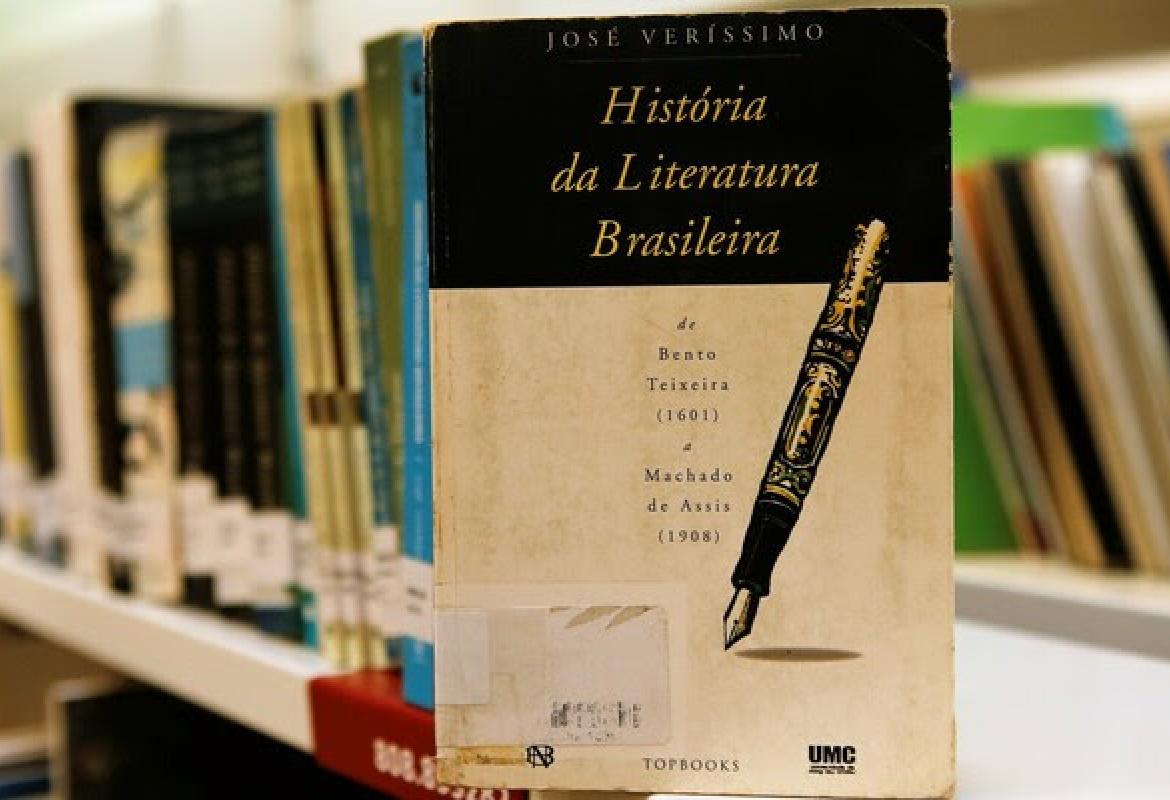 JOSÉ VERÍSSIMO
História
da Literatura
Brasileira
de
Bento
Teixeira
(1601)
a
Machado
de Assis
(1908)
TOPBOOKS
UMC